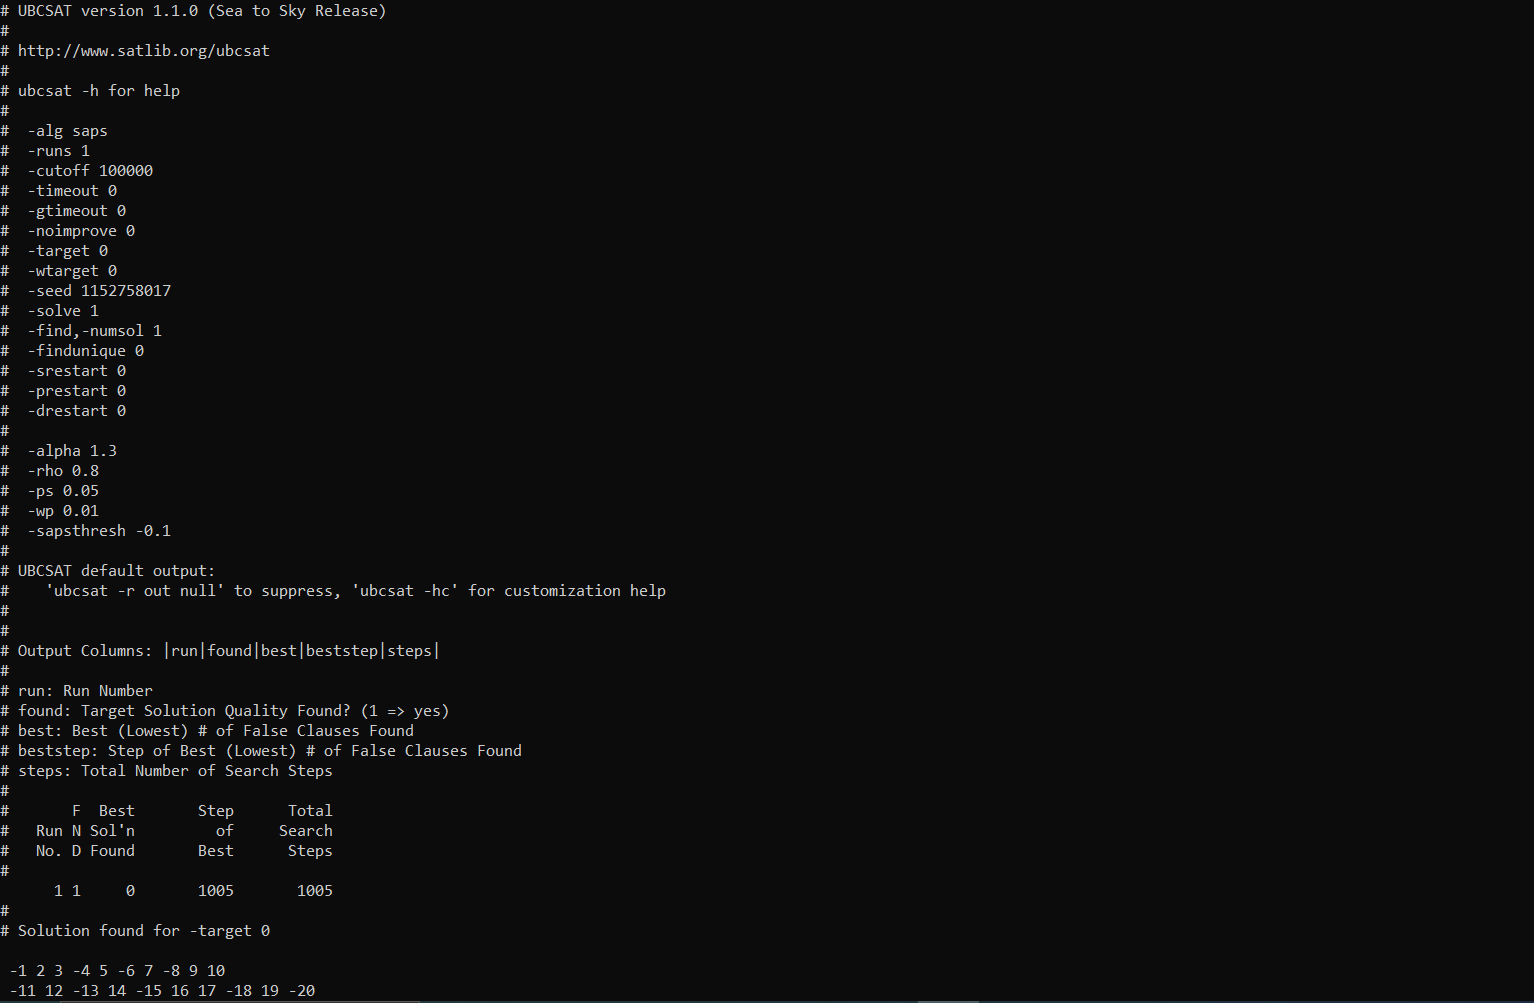 # UBCSAT version 1.1.0 (Sea to Sky Release)
#
# http://www.satlib.org/ubcsat
#
# ubcsat -h for help
#
#  -alg saps
#  -runs 1
#  -cutoff 100000
#  -timeout 0
#  -gtimeout 0
#  -noimprove 0
#  -target 0
#  -wtarget 0
#  -seed 1152758017
#  -solve 1
#  -find,-numsol 1
#  -findunique 0
#  -srestart 0
#  -prestart 0
#  -drestart 0
#
#  -alpha 1.3
#  -rho 0.8
#  -ps 0.05
#  -wp 0.01
#  -sapsthresh -0.1
#
# UBCSAT default output:
#    'ubcsat -r out null' to suppress, 'ubcsat -hc' for customization help
#
#
# Output Columns: |run|found|best|beststep|steps|
#
# run: Run Number
# found: Target Solution Quality Found? (1 => yes)
# best: Best (Lowest) # of False Clauses Found
# beststep: Step of Best (Lowest) # of False Clauses Found
# steps: Total Number of Search Steps
#
#       F  Best       Step      Total
#   Run N Sol'n         of     Search
#   No. D Found       Best      Steps
#
      1 1     0       1005       1005
#
# Solution found for -target 0

 -1 2 3 -4 5 -6 7 -8 9 10
 -11 12 -13 14 -15 16 17 -18 19 -20